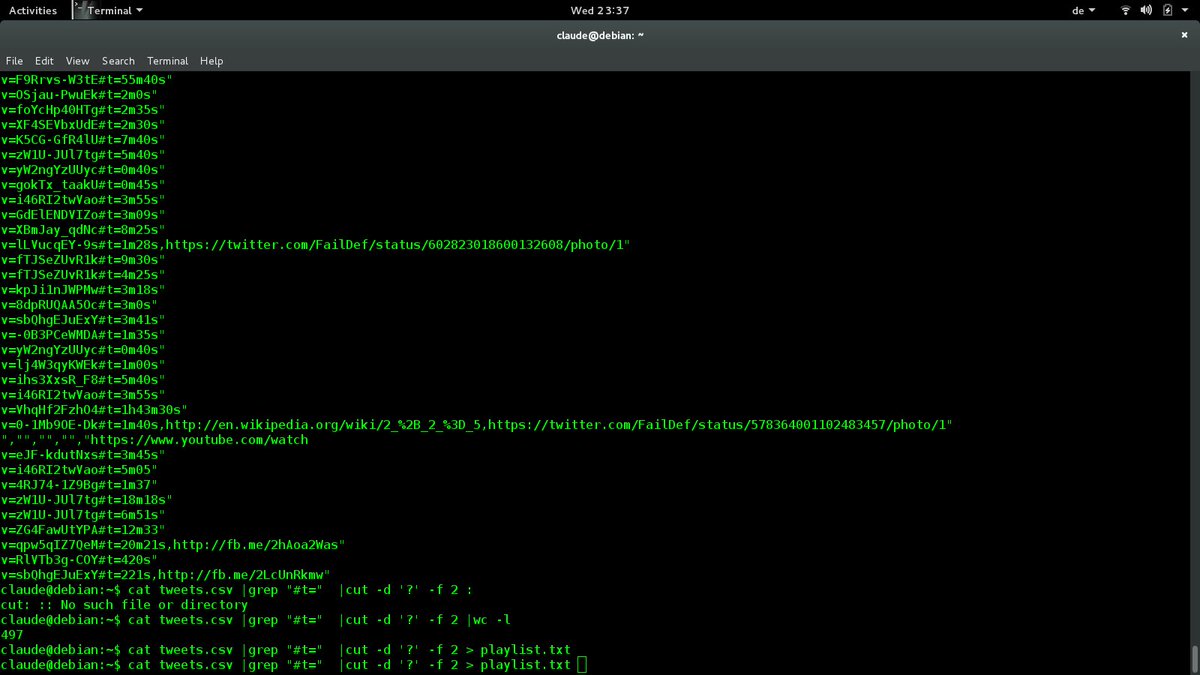 Activities Terminal Wed 23:37 de
claude@debian: ~
File Edit View Search Terminal Help
v=F9Rrvs-W3tE#t=55m40s"
v=OSjau-PwuEk#t=2m0s"
v=foYcHp40HTg#t=2m35s"
v=XF4SEVbxUdE#t=2m30s"
v=K5CG-GfR4lU#t=7m40s"
v=zW1U-JUl7tg#t=5m40s"
v=yW2ngYzUUyc#t=0m40s"
v=gokTx_taakU#t=0m45s"
v=i46RI2twVao#t=3m55s"
v=GdElENDVIZo#t=3m09s"
v=XBmJay_qdNc#t=8m25s"
v=lLVucqEY-9s#t=1m28s,https://twitter.com/FailDef/status/602823018600132608/photo/1"
v=fTJSeZUvR1k#t=9m30s"
v=fTJSeZUvR1k#t=4m25s"
v=kpJi1nJWPMw#t=3m18s"
v=8dpRUQAA5Oc#t=3m0s"
v=sbQhgEJuExY#t=3m41s"
v=-0B3PCeWMDA#t=1m35s"
v=yW2ngYzUUyc#t=0m40s"
v=lj4W3qyKWEk#t=1m00s"
v=ihs3XxsR_F8#t=5m40s"
v=i46RI2twVao#t=3m55s"
v=VhqHf2FzhO4#t=1h43m30s"
v=0-1Mb9OE-Dk#t=1m40s,http://en.wikipedia.org/wiki/2_%2B_2_%3D_5,https://twitter.com/FailDef/status/578364001102483457/photo/1"
","","","","https://www.youtube.com/watch
v=eJF-kdutNxs#t=3m45s"
v=i46RI2twVao#t=5m05"
v=4RJ74-1Z9Bg#t=1m37"
v=zW1U-JUl7tg#t=18m18s"
v=zW1U-JUl7tg#t=6m51s"
v=ZG4FawUtYPA#t=12m33"
v=qpw5qIZ7QeM#t=20m21s,http://fb.me/2hAoa2Was"
v=RlVTb3g-COY#t=420s"
v=sbQhgEJuExY#t=221s,http://fb.me/2LcUnRkmw"
claude@debian:~$ cat tweets.csv |grep "#t="  |cut -d '?' -f 2 :
cut: :: No such file or directory
claude@debian:~$ cat tweets.csv |grep "#t="  |cut -d '?' -f 2 |wc -l
497
claude@debian:~$ cat tweets.csv |grep "#t="  |cut -d '?' -f 2 > playlist.txt
claude@debian:~$ cat tweets.csv |grep "#t="  |cut -d '?' -f 2 > playlist.txt